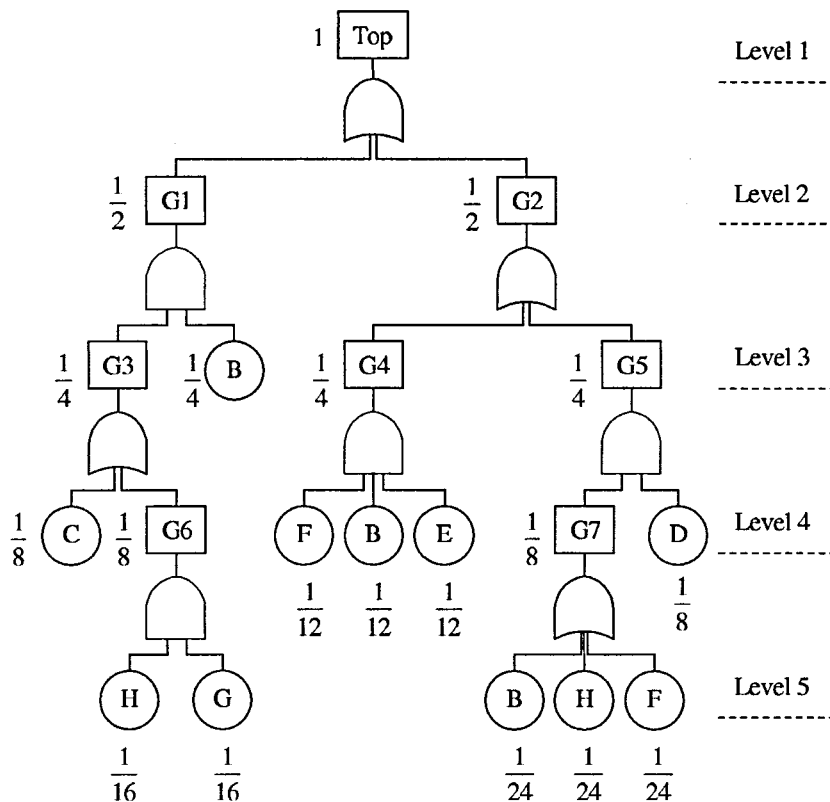 1 Top Level 1
1/2 G1 1/2 G2 Level 2
1/4 G3 1/4 B 1/4 G4 1/4 G5 Level 3
1/8 C 1/8 G6 F B E 1/8 G7 D Level 4
1/12 1/12 1/12 1/8
H G B H F Level 5
1/16 1/16 1/24 1/24 1/24